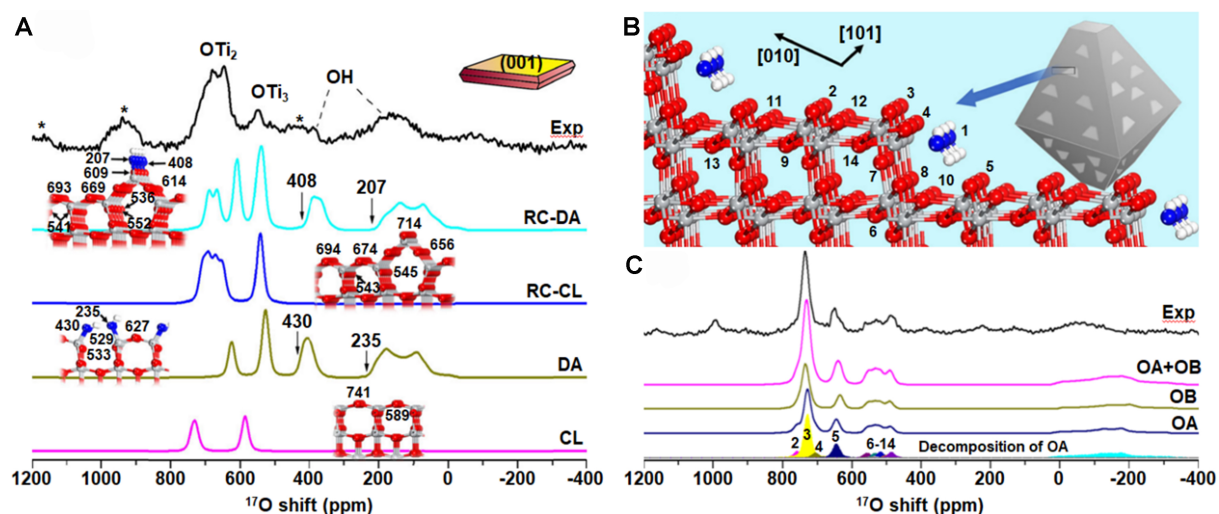 A
(001)
OTi2
OTi3
OH
*
*
*
Exp
207
408
609
693
669
614
536
541
552
408
207
RC-DA
714
694
674
656
545
543
RC-CL
235
430
627
529
533
430
235
DA
741
589
CL
1200 1000 800 600 400 200 0 -200 -400
17O shift (ppm)
B
[101]
[010]
11
2
12
3
4
1
13
9
14
7
8
10
5
6
C
Exp
OA+OB
OB
OA
Decomposition of OA
2
3
4
5
6-14
1200 1000 800 600 400 200 0 -200 -400
17O shift (ppm)